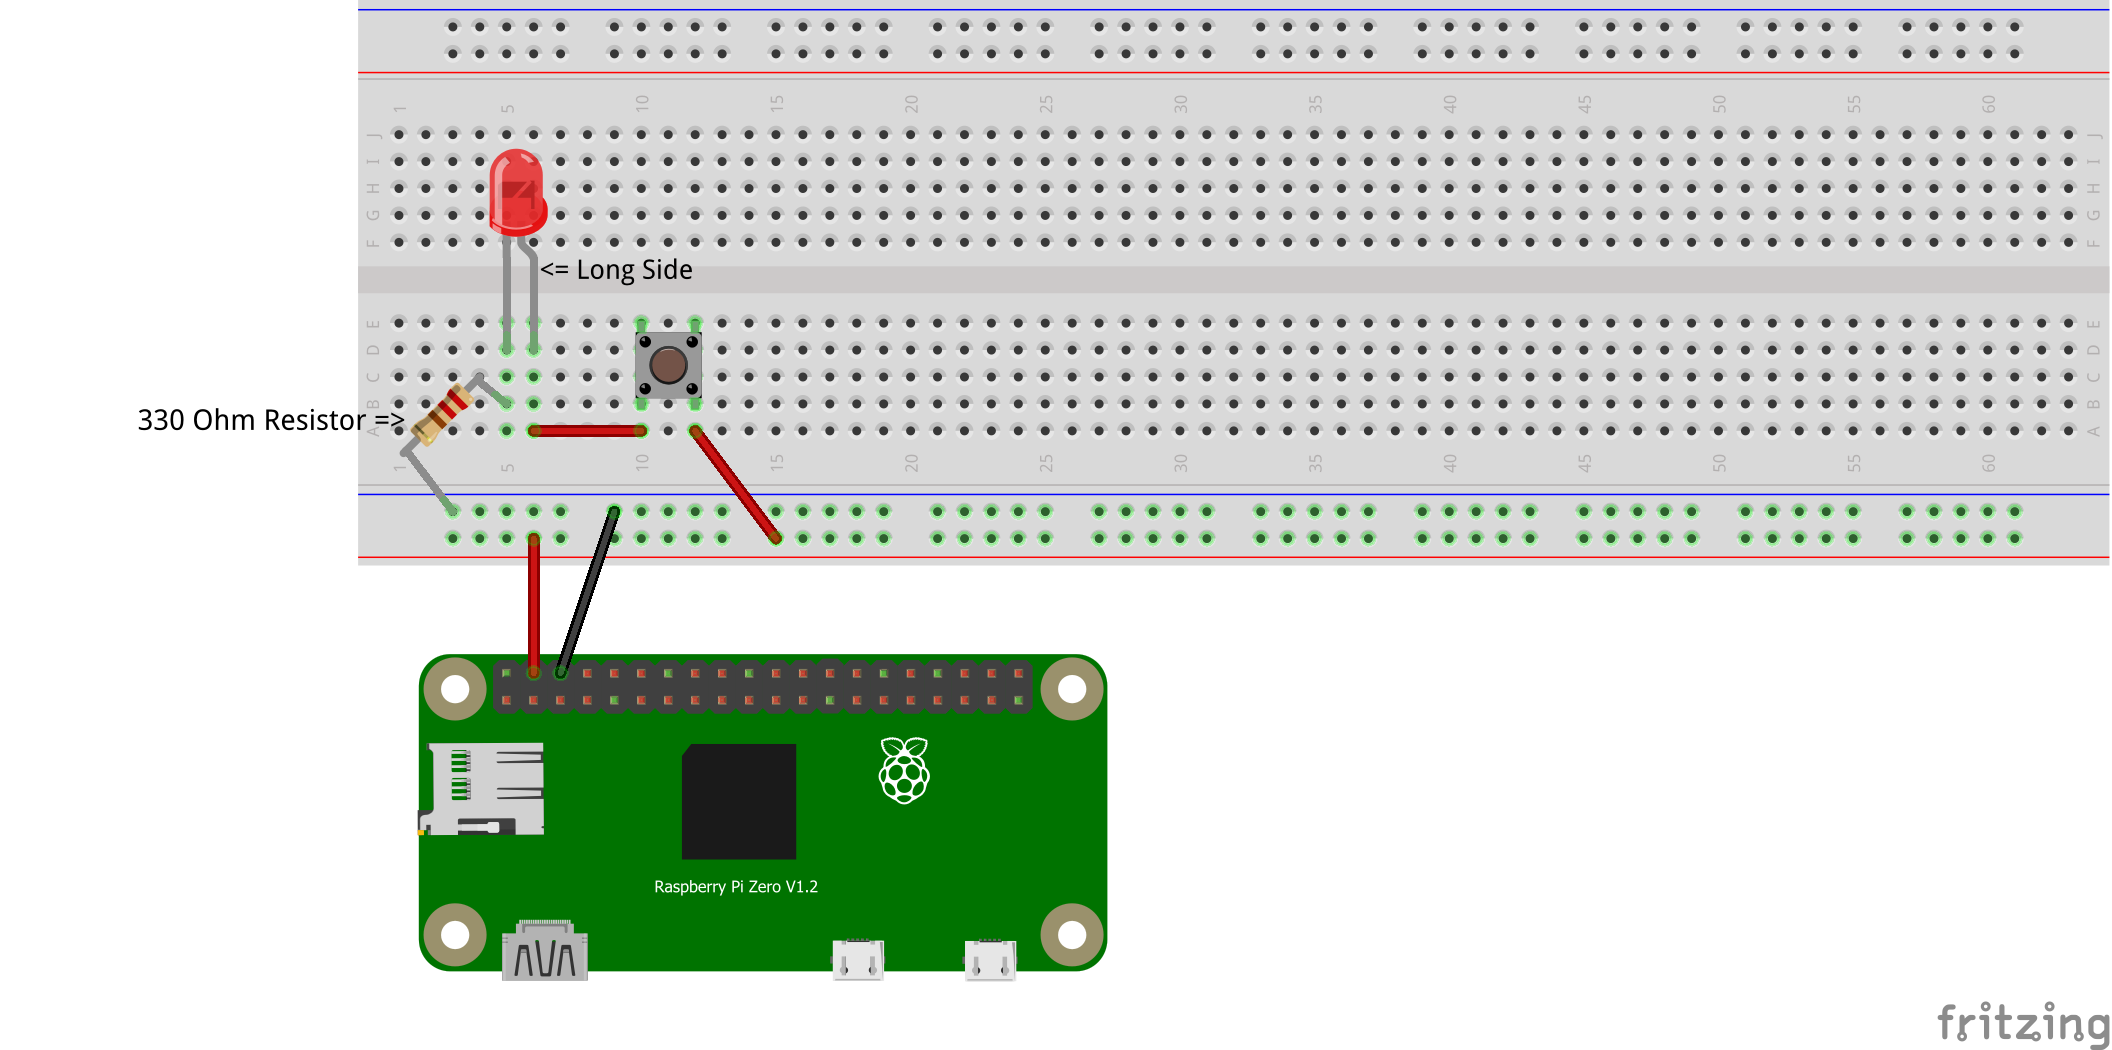 1 5 10 15 20 25 30 35 40 45 50 55 60
J J
I I
H H
G G
F F
<= Long Side
E E
D D
C C
B B
330 Ohm Resistor =>
A A
1 5 10 15 20 25 30 35 40 45 50 55 60
Raspberry Pi Zero V1.2
fritzing